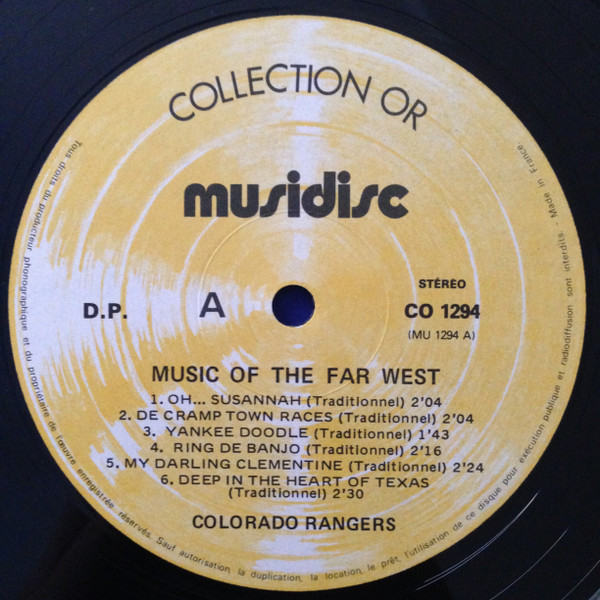 COLLECTION OR
musidisc
D.P.
A
STÉREO
CO 1294
(MU 1294 A)
MUSIC OF THE FAR WEST
1. OH... SUSANNAH (Traditionnel) 2'04
2. DE CRAMP TOWN RACES (Traditionnel) 2'04
3. YANKEE DOODLE (Traditionnel) 1'43
4. RING DE BANJO (Traditionnel) 2'16
5. MY DARLING CLEMENTINE (Traditionnel) 2'24
6. DEEP IN THE HEART OF TEXAS
(Traditionnel) 2'30
COLORADO RANGERS
Tous droits du producteur phonographique et du propriétaire de l'œuvre enregistrée réservés. Sauf autorisation, la duplication, la location, le prêt, l'utilisation de ce disque pour exécution publique et radiodiffusion sont interdits. - Made in France